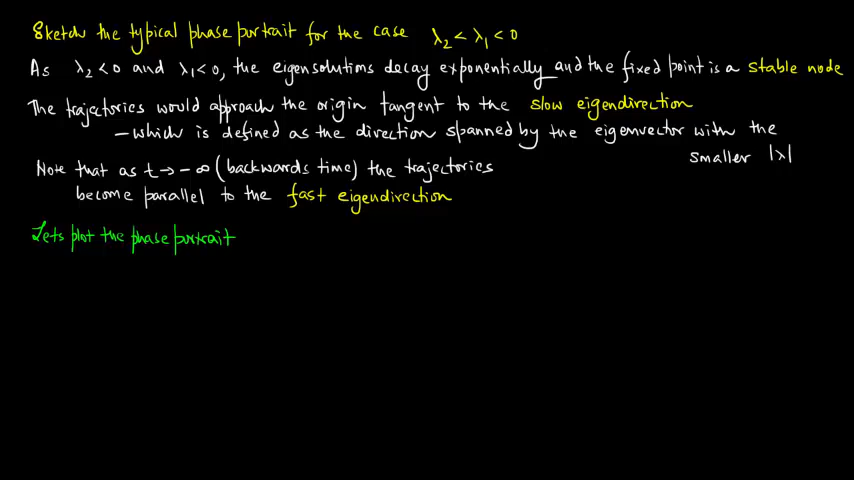 Sketch the typical phase portrait for the case λ₂ < λ₁ < 0
As λ₂ < 0 and λ₁ < 0, the eigensolutions decay exponentially and the fixed point is a stable node
The trajectories would approach the origin tangent to the slow eigendirection
– which is defined as the direction spanned by the eigenvector with the
smaller |λ|
Note that as t → -∞ (backwards time) the trajectories
become parallel to the fast eigendirection
Lets plot the phase portrait